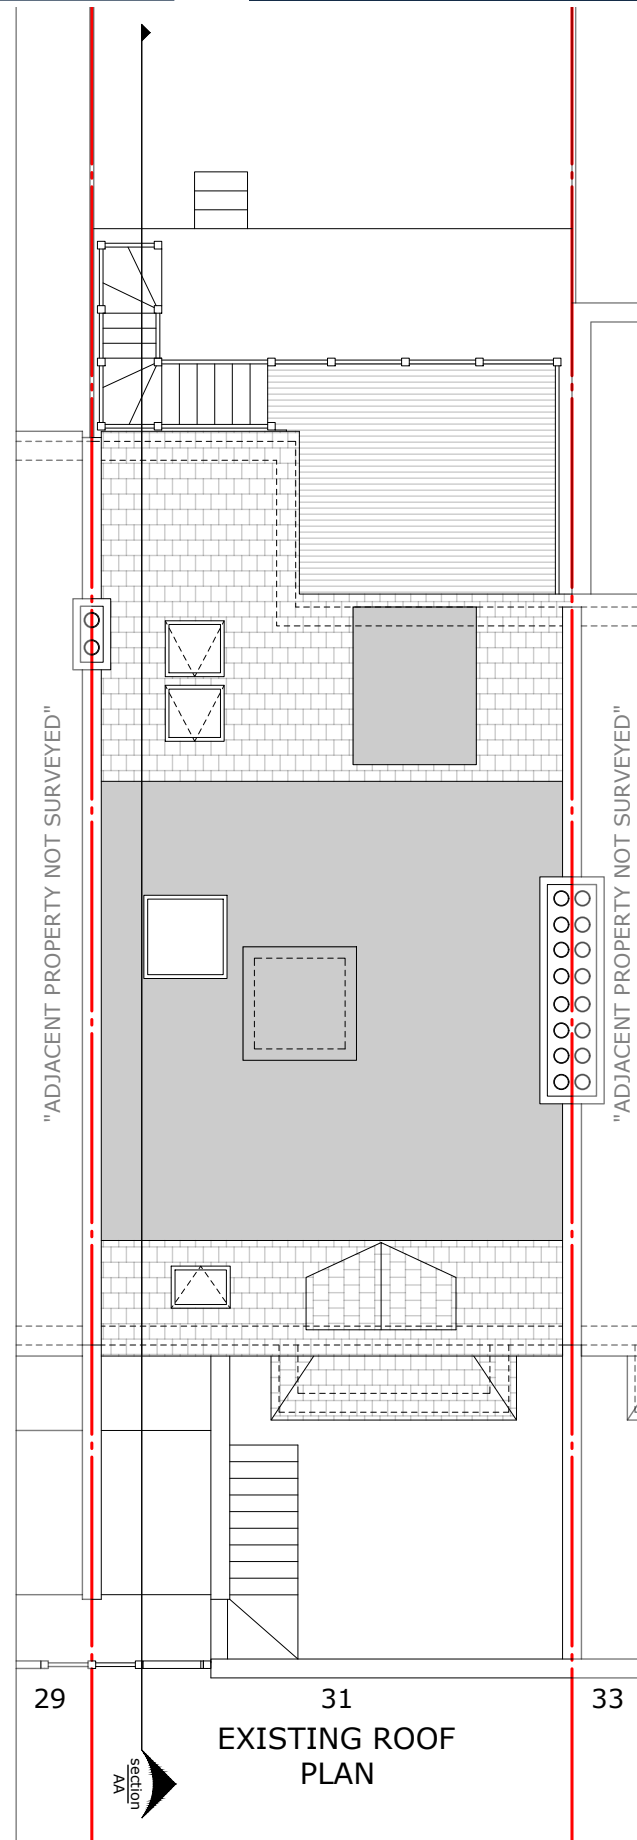 "ADJACENT PROPERTY NOT SURVEYED"
"ADJACENT PROPERTY NOT SURVEYED"
29
31
33
EXISTING ROOF
PLAN
section
AA